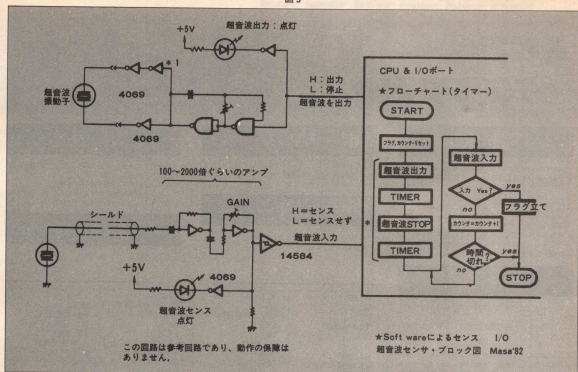 図5
+5V
超音波出力:点灯
*1
超音波
振動子
4069
4069
H:出力
L:停止
超音波を出力
CPU & I/Oポート
★フローチャート(タイマー)
START
フラグ,カウンターリセット
超音波出力
TIMER
超音波STOP
TIMER
*
超音波入力
入力 Yes?
yes
no
フラグ立て
カウンタ=カウンタ+1
時間
切れ?
yes
no
STOP
100〜2000倍ぐらいのアンプ
シールド
GAIN
H=センス
L=センスせず
超音波入力
14584
+5V
4069
超音波センス
点灯
この回路は参考回路であり、動作の保障は
ありません.
★Soft wareによるセンス I/O
超音波センサ・ブロック図 Masa'82